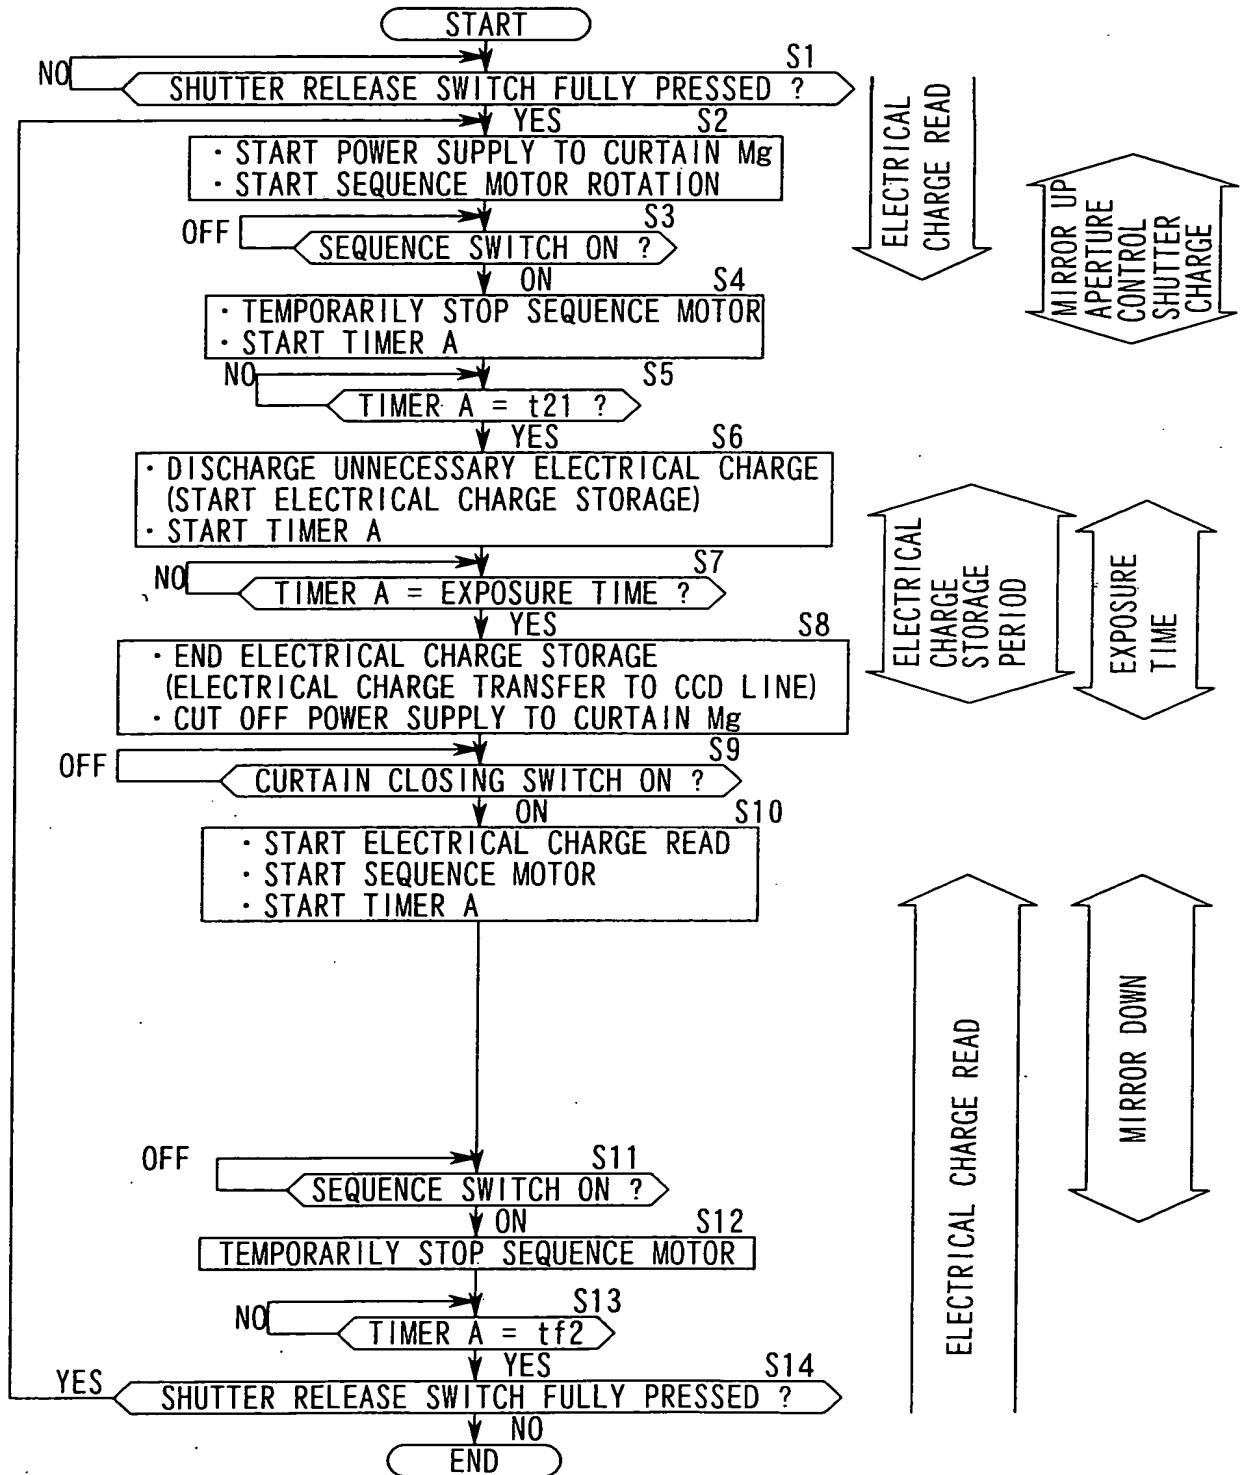 START
NO
S1
SHUTTER RELEASE SWITCH FULLY PRESSED ?
YES
S2
· START POWER SUPPLY TO CURTAIN Mg
· START SEQUENCE MOTOR ROTATION
OFF
S3
SEQUENCE SWITCH ON ?
ON
S4
· TEMPORARILY STOP SEQUENCE MOTOR
· START TIMER A
NO
S5
TIMER A = t21 ?
YES
S6
· DISCHARGE UNNECESSARY ELECTRICAL CHARGE
(START ELECTRICAL CHARGE STORAGE)
· START TIMER A
NO
S7
TIMER A = EXPOSURE TIME ?
YES
S8
· END ELECTRICAL CHARGE STORAGE
(ELECTRICAL CHARGE TRANSFER TO CCD LINE)
· CUT OFF POWER SUPPLY TO CURTAIN Mg
OFF
S9
CURTAIN CLOSING SWITCH ON ?
ON
S10
· START ELECTRICAL CHARGE READ
· START SEQUENCE MOTOR
· START TIMER A
OFF
S11
SEQUENCE SWITCH ON ?
ON
S12
TEMPORARILY STOP SEQUENCE MOTOR
NO
S13
TIMER A = tf2
YES
S14
YES
SHUTTER RELEASE SWITCH FULLY PRESSED ?
NO
END
ELECTRICAL
CHARGE READ
MIRROR UP
APERTURE
CONTROL
SHUTTER
CHARGE
ELECTRICAL
CHARGE
STORAGE
PERIOD
EXPOSURE
TIME
ELECTRICAL CHARGE READ
MIRROR DOWN